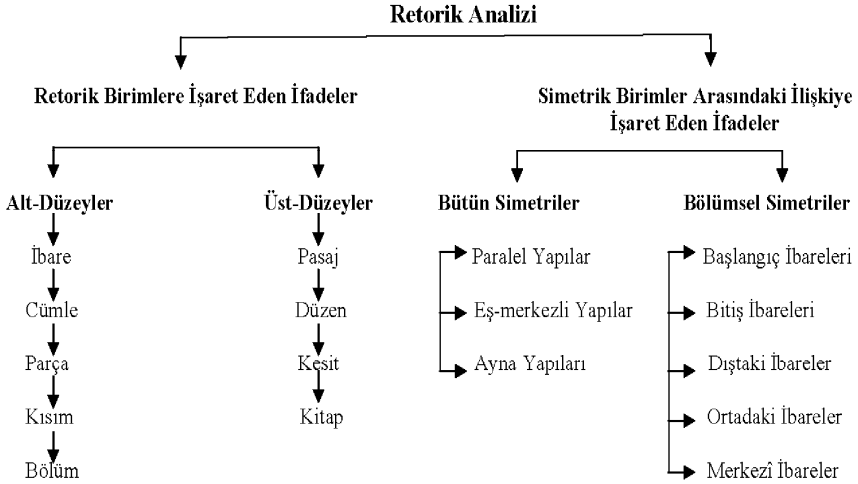 Retorik Analizi
Retorik Birimlere İşaret Eden İfadeler
Simetrik Birimler Arasındaki İlişkiye
İşaret Eden İfadeler
Alt-Düzeyler
İbare
Cümle
Parça
Kısım
Bölüm
Üst-Düzeyler
Pasaj
Düzen
Kesit
Kitap
Bütün Simetriler
Paralel Yapılar
Eş-merkezli Yapılar
Ayna Yapıları
Bölümsel Simetriler
Başlangıç İbareleri
Bitiş İbareleri
Dıştaki İbareler
Ortadaki İbareler
Merkezî İbareler